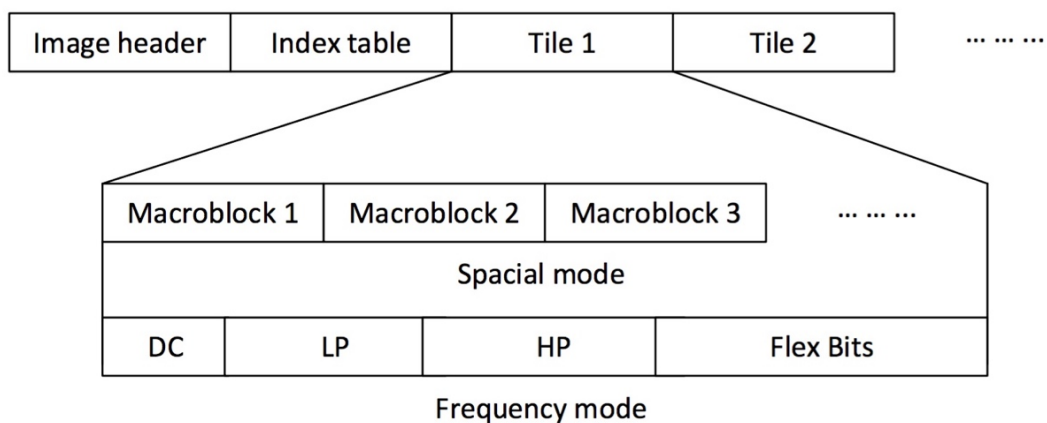 Image header Index table Tile 1 Tile 2 ... ... ...
Macroblock 1 Macroblock 2 Macroblock 3 ... ... ...
Spacial mode
DC LP HP Flex Bits
Frequency mode